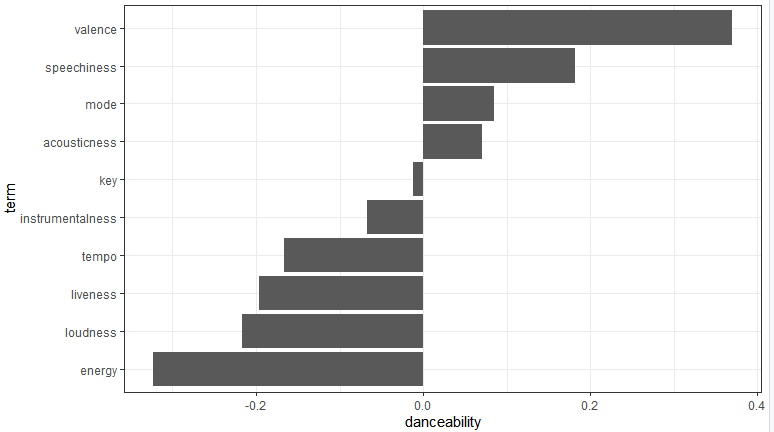 term
valence
speechiness
mode
acousticness
key
instrumentalness
tempo
liveness
loudness
energy
-0.2 0.0 0.2 0.4
danceability